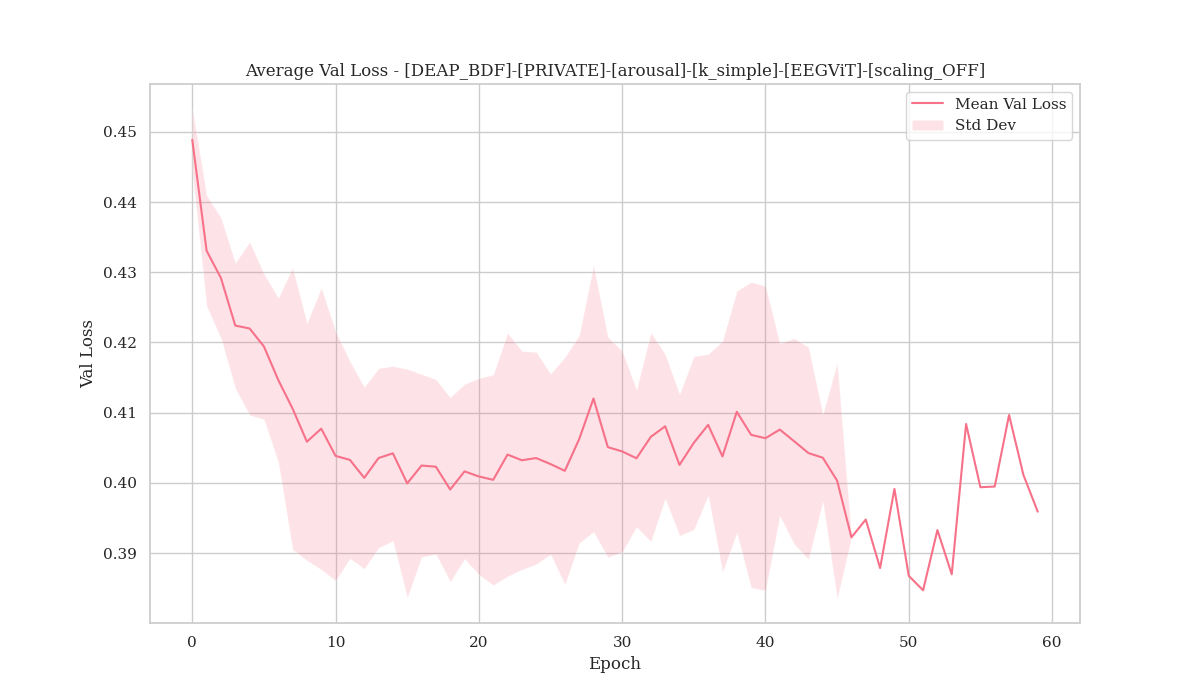 Average Val Loss - [DEAP_BDF]-[PRIVATE]-[arousal]-[k_simple]-[EEGViT]-[scaling_OFF]
Mean Val Loss
Std Dev
Val Loss
0.45
0.44
0.43
0.42
0.41
0.40
0.39
0 10 20 30 40 50 60
Epoch